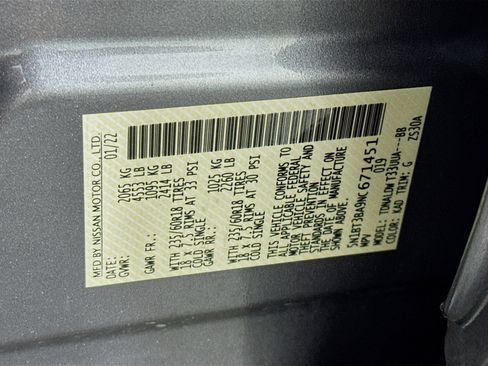 MFD BY NISSAN MOTOR CO. LTD.
DATE: 01/22
GVWR: 2065 KG
4553 LB
GAWR FR.: 1095 KG
2414 LB
WITH 235/60R18 TIRES
18 X 7.5 RIMS AT 33 PSI
COLD SINGLE
GAWR RR.: 1025 KG
2260 LB
WITH 235/60R18 TIRES
18 X 7.5 RIMS AT 30 PSI
COLD SINGLE
THIS VEHICLE CONFORMS TO
ALL APPLICABLE FEDERAL
MOTOR VEHICLE SAFETY AND
THEFT PREVENTION
STANDARDS IN EFFECT ON
THE DATE OF MANUFACTURE
SHOWN ABOVE.
5N1BT3BA9NC671451
MPV 019
COLOR: KAD TRIM: G ZS30A